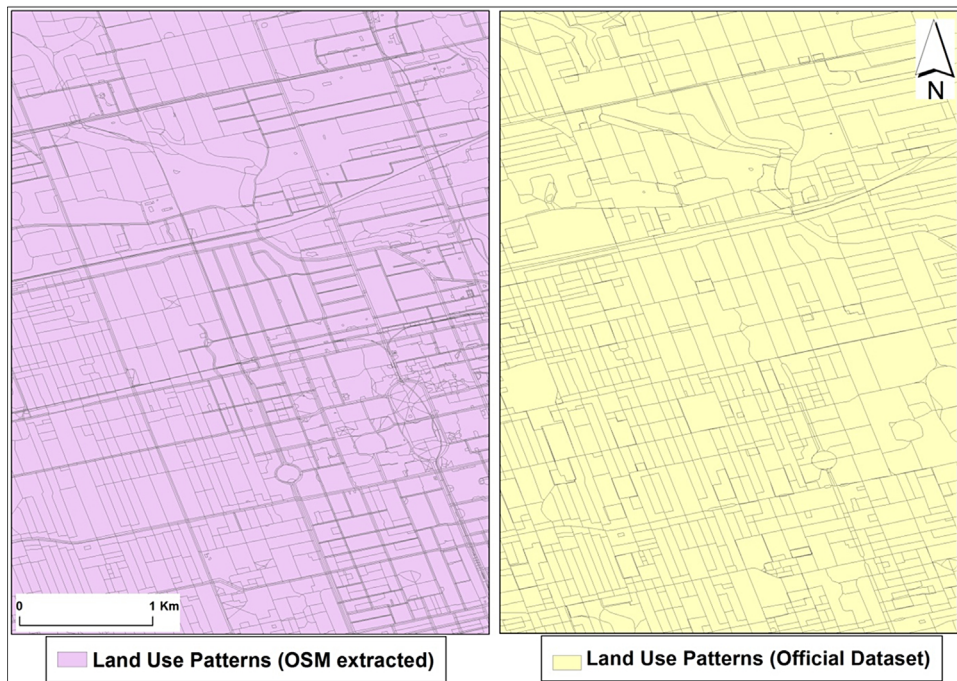 N
0 1 Km
Land Use Patterns (OSM extracted)
Land Use Patterns (Official Dataset)